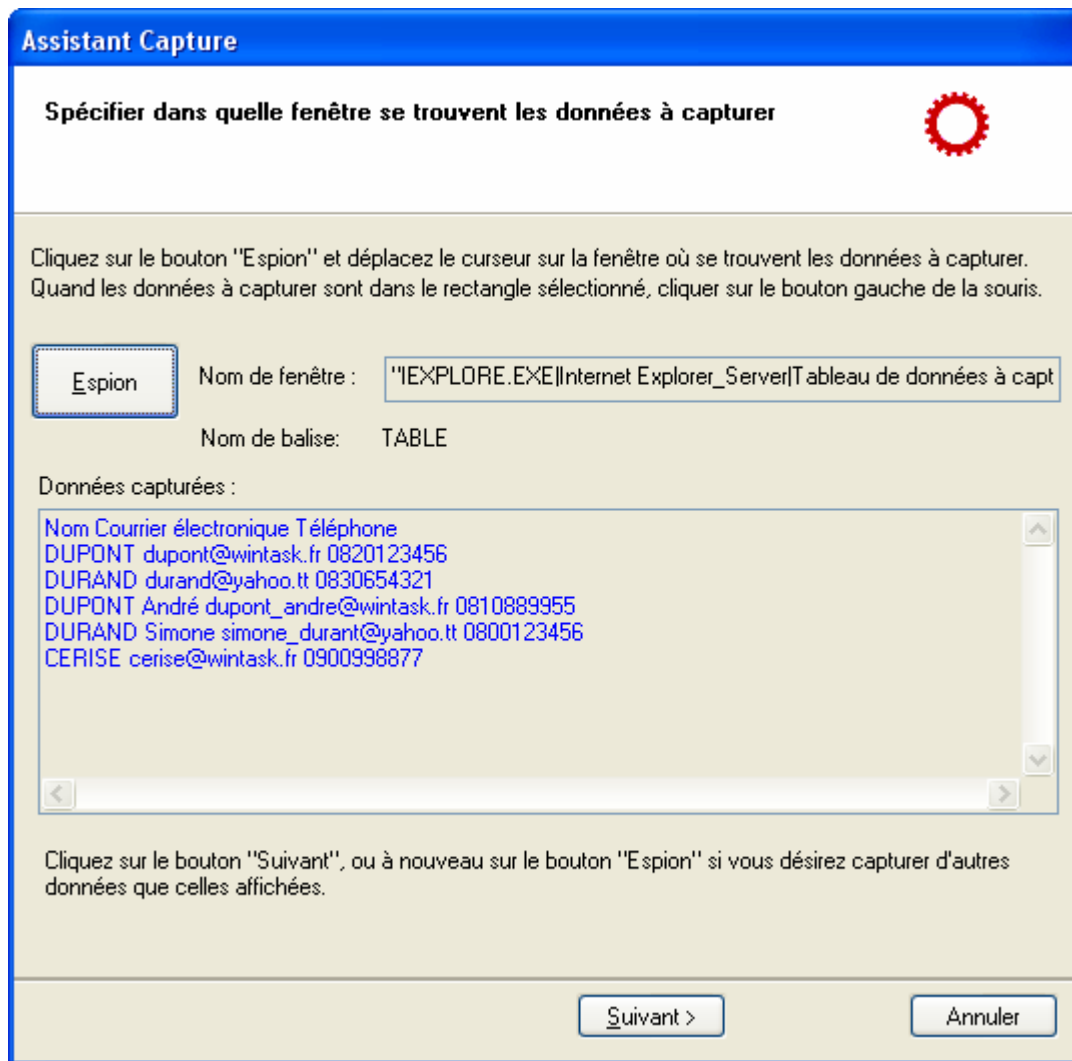 Assistant Capture
Spécifier dans quelle fenêtre se trouvent les données à capturer
Cliquez sur le bouton "Espion" et déplacez le curseur sur la fenêtre où se trouvent les données à capturer.
Quand les données à capturer sont dans le rectangle sélectionné, cliquer sur le bouton gauche de la souris.
Espion
Nom de fenêtre :
"IEXPLORE.EXE|Internet Explorer_Server|Tableau de données à capt
Nom de balise: TABLE
Données capturées :
Nom Courrier électronique Téléphone
DUPONT dupont@wintask.fr 0820123456
DURAND durand@yahoo.tt 0830654321
DUPONT André dupont_andre@wintask.fr 0810889955
DURAND Simone simone_durant@yahoo.tt 0800123456
CERISE cerise@wintask.fr 0900998877
Cliquez sur le bouton "Suivant", ou à nouveau sur le bouton "Espion" si vous désirez capturer d'autres
données que celles affichées.
Suivant >
Annuler